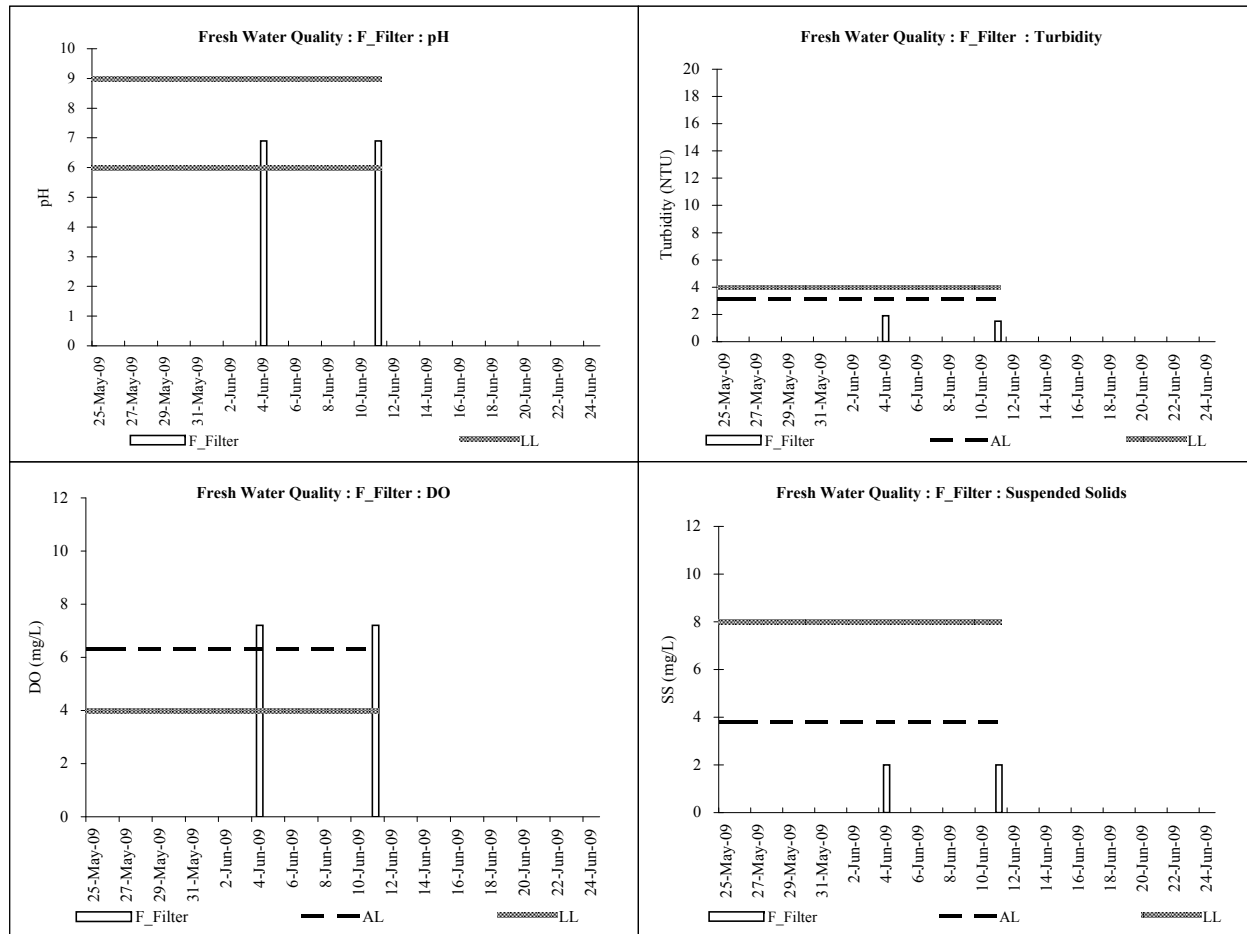 Fresh Water Quality : F_Filter : pH
10
9
8
7
6
5
4
3
2
1
0
pH
25-May-09
27-May-09
29-May-09
31-May-09
2-Jun-09
4-Jun-09
6-Jun-09
8-Jun-09
10-Jun-09
12-Jun-09
14-Jun-09
16-Jun-09
18-Jun-09
20-Jun-09
22-Jun-09
24-Jun-09
F_Filter LL
Fresh Water Quality : F_Filter : Turbidity
20
18
16
14
12
10
8
6
4
2
0
Turbidity (NTU)
25-May-09
27-May-09
29-May-09
31-May-09
2-Jun-09
4-Jun-09
6-Jun-09
8-Jun-09
10-Jun-09
12-Jun-09
14-Jun-09
16-Jun-09
18-Jun-09
20-Jun-09
22-Jun-09
24-Jun-09
F_Filter AL LL
Fresh Water Quality : F_Filter : DO
12
10
8
6
4
2
0
DO (mg/L)
25-May-09
27-May-09
29-May-09
31-May-09
2-Jun-09
4-Jun-09
6-Jun-09
8-Jun-09
10-Jun-09
12-Jun-09
14-Jun-09
16-Jun-09
18-Jun-09
20-Jun-09
22-Jun-09
24-Jun-09
F_Filter AL LL
Fresh Water Quality : F_Filter : Suspended Solids
12
10
8
6
4
2
0
SS (mg/L)
25-May-09
27-May-09
29-May-09
31-May-09
2-Jun-09
4-Jun-09
6-Jun-09
8-Jun-09
10-Jun-09
12-Jun-09
14-Jun-09
16-Jun-09
18-Jun-09
20-Jun-09
22-Jun-09
24-Jun-09
F_Filter AL LL